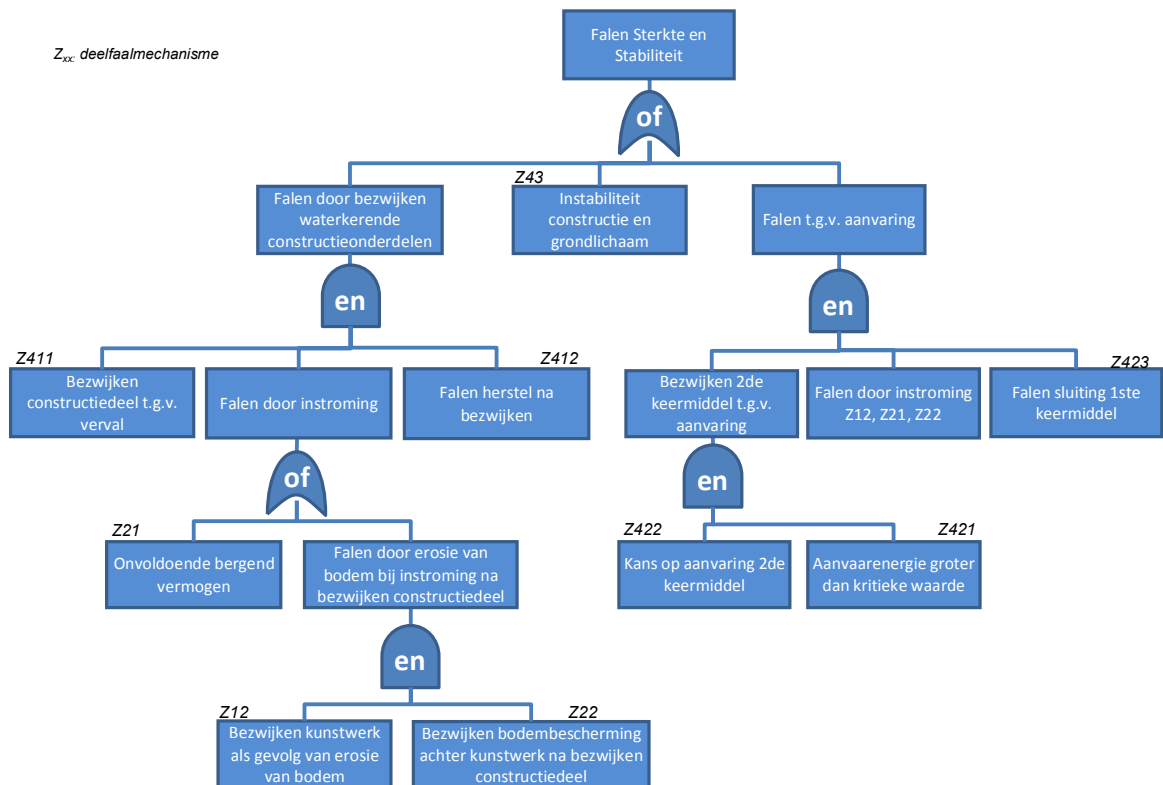 Falen Sterkte en
Stabiliteit
Zxx: deelfaalmechanisme
of
Z43
Falen door bezwijken
waterkerende
constructieonderdelen
Instabiliteit
constructie en
grondlichaam
Falen t.g.v. aanvaring
en
en
Z411
Z412
Z423
Bezwijken
constructiedeel t.g.v.
verval
Falen door instroming
Falen herstel na
bezwijken
Bezwijken 2de
keermiddel t.g.v.
aanvaring
Falen door instroming
Z12, Z21, Z22
Falen sluiting 1ste
keermiddel
of
en
Z21
Z422
Z421
Onvoldoende bergend
vermogen
Falen door erosie van
bodem bij instroming na
bezwijken constructiedeel
Kans op aanvaring 2de
keermiddel
Aanvaarenergie groter
dan kritieke waarde
en
Z12
Z22
Bezwijken kunstwerk
als gevolg van erosie
van bodem
Bezwijken bodembescherming
achter kunstwerk na bezwijken
constructiedeel